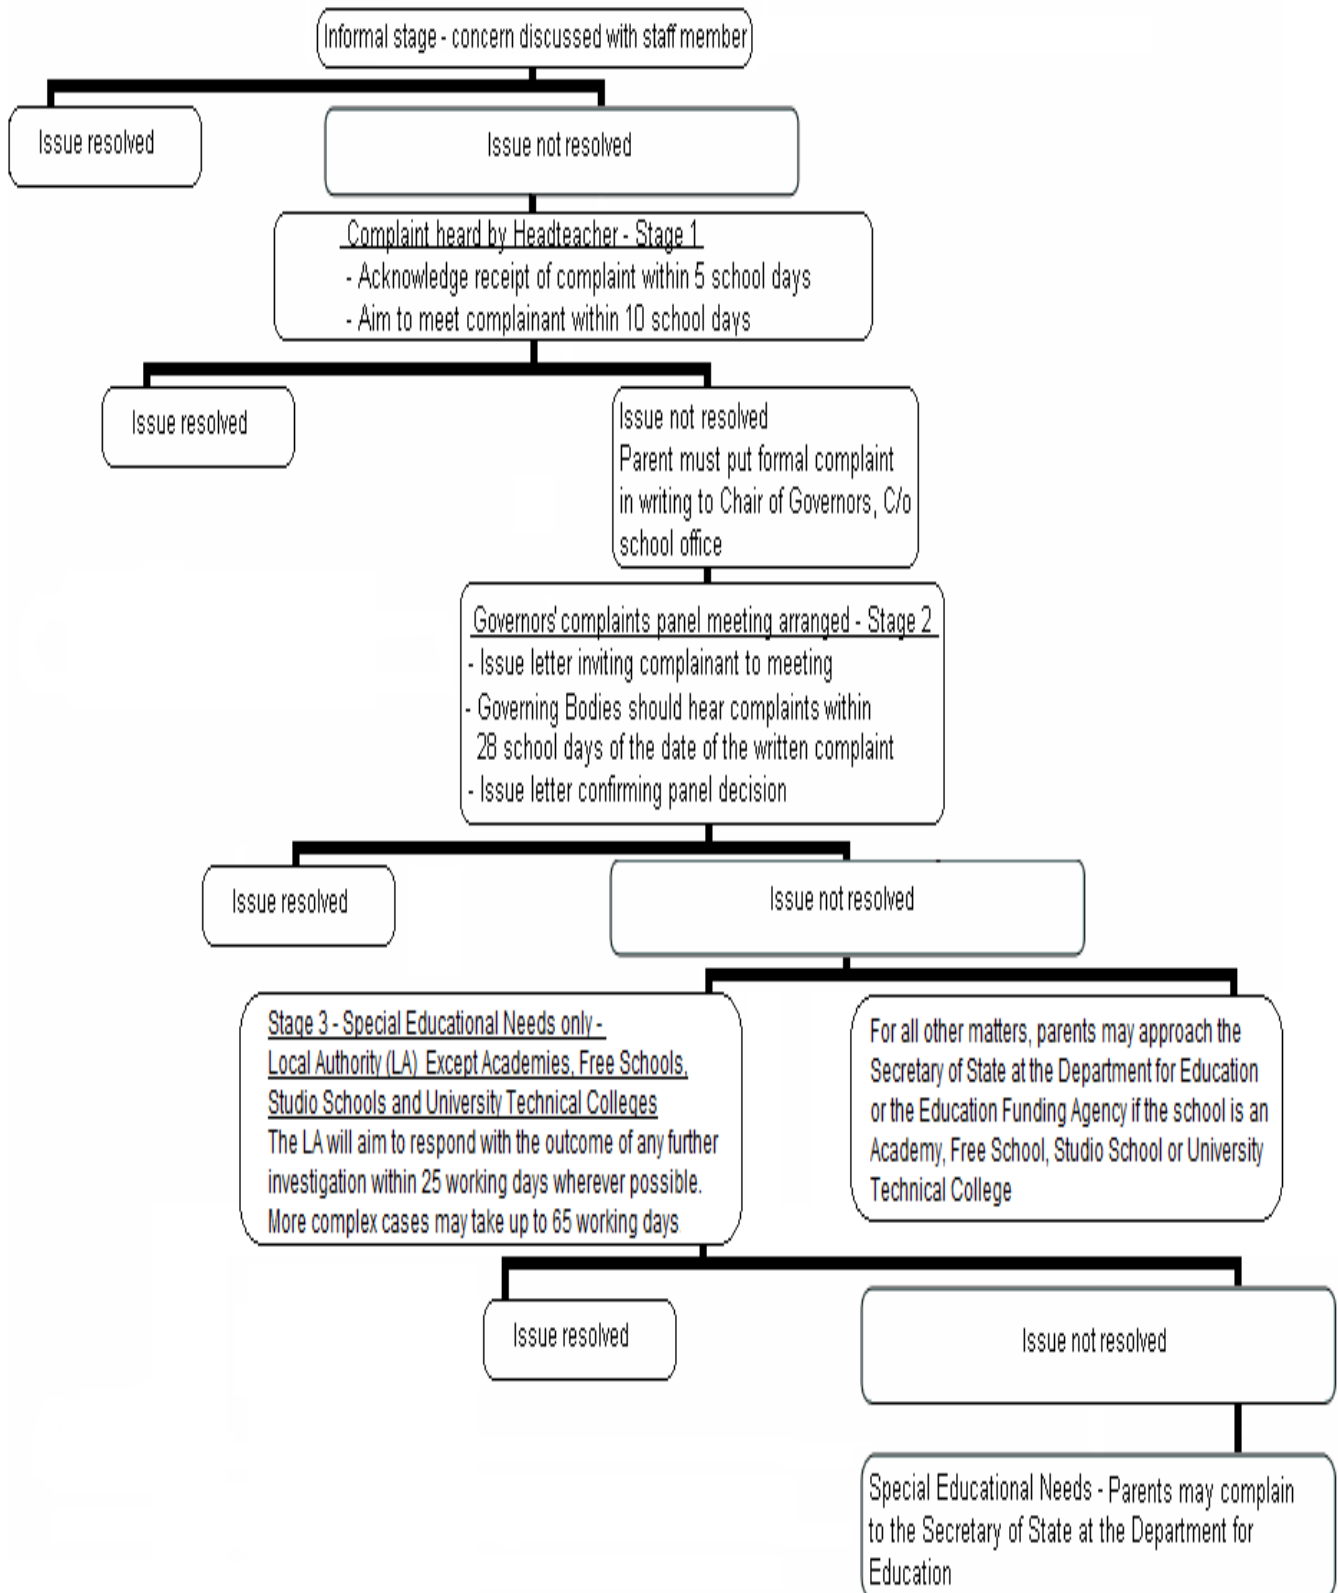 Informal stage - concern discussed with staff member
Issue resolved
Issue not resolved
Complaint heard by Headteacher - Stage 1
- Acknowledge receipt of complaint within 5 school days
- Aim to meet complainant within 10 school days
Issue resolved
Issue not resolved
Parent must put formal complaint
in writing to Chair of Governors, C/o
school office
Governors' complaints panel meeting arranged - Stage 2
- Issue letter inviting complainant to meeting
- Governing Bodies should hear complaints within
28 school days of the date of the written complaint
- Issue letter confirming panel decision
Issue resolved
Issue not resolved
Stage 3 - Special Educational Needs only -
Local Authority (LA) Except Academies, Free Schools,
Studio Schools and University Technical Colleges
The LA will aim to respond with the outcome of any further
investigation within 25 working days wherever possible.
More complex cases may take up to 65 working days
For all other matters, parents may approach the
Secretary of State at the Department for Education
or the Education Funding Agency if the school is an
Academy, Free School, Studio School or University
Technical College
Issue resolved
Issue not resolved
Special Educational Needs - Parents may complain
to the Secretary of State at the Department for
Education